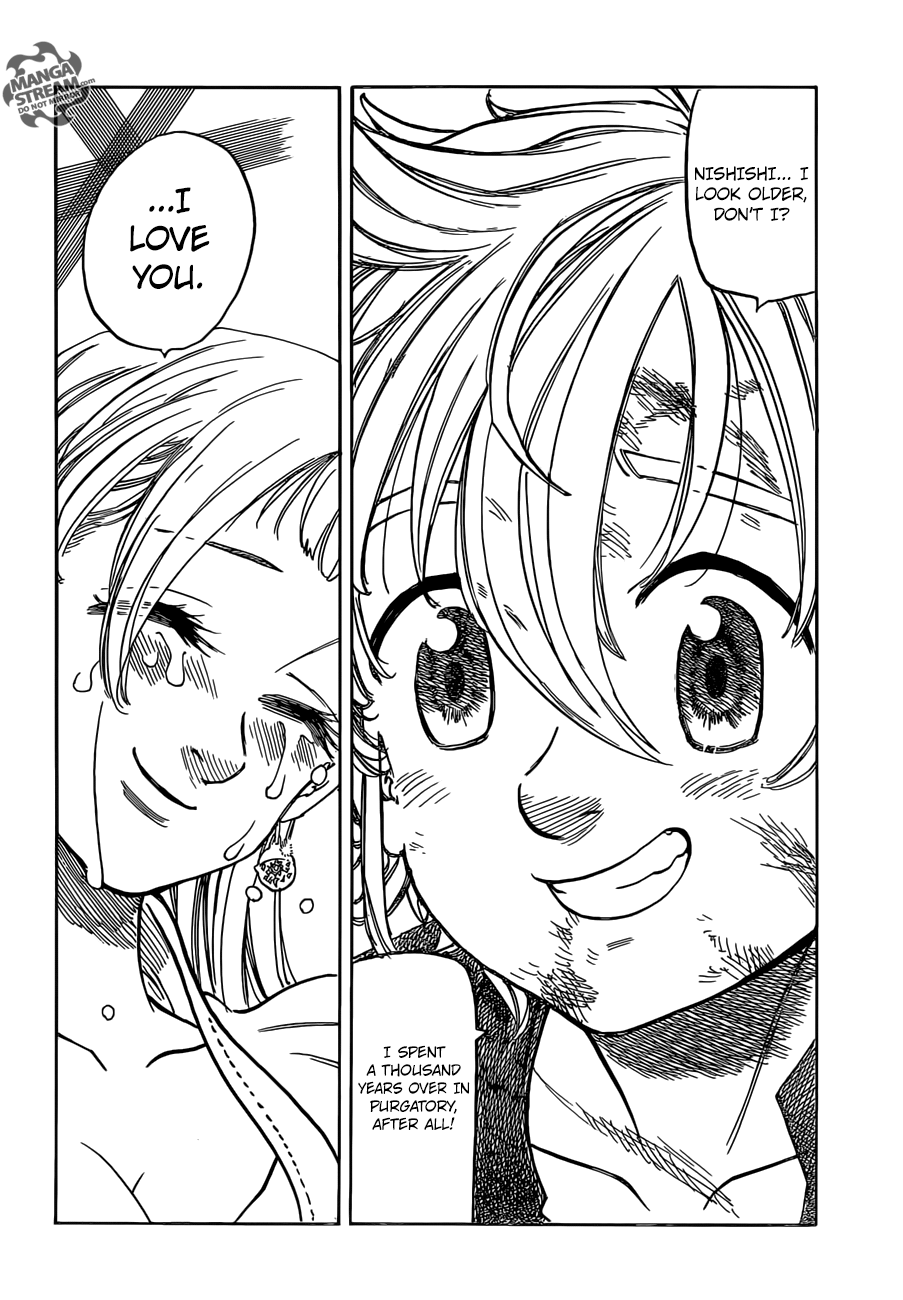 MANGA
STREAM.com
DO NOT MIRROR
NISHISHI... I
LOOK OLDER,
DON'T I?
I SPENT
A THOUSAND
YEARS OVER IN
PURGATORY,
AFTER ALL!
...I
LOVE
YOU.